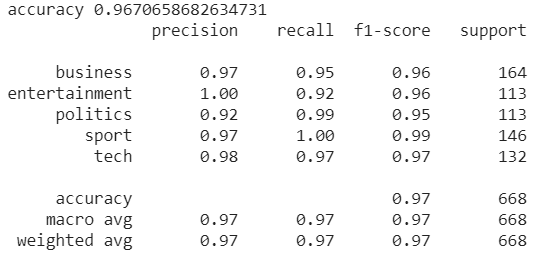 accuracy 0.9670658682634731
precision recall f1-score support
business 0.97 0.95 0.96 164
entertainment 1.00 0.92 0.96 113
politics 0.92 0.99 0.95 113
sport 0.97 1.00 0.99 146
tech 0.98 0.97 0.97 132
accuracy 0.97 668
macro avg 0.97 0.97 0.97 668
weighted avg 0.97 0.97 0.97 668